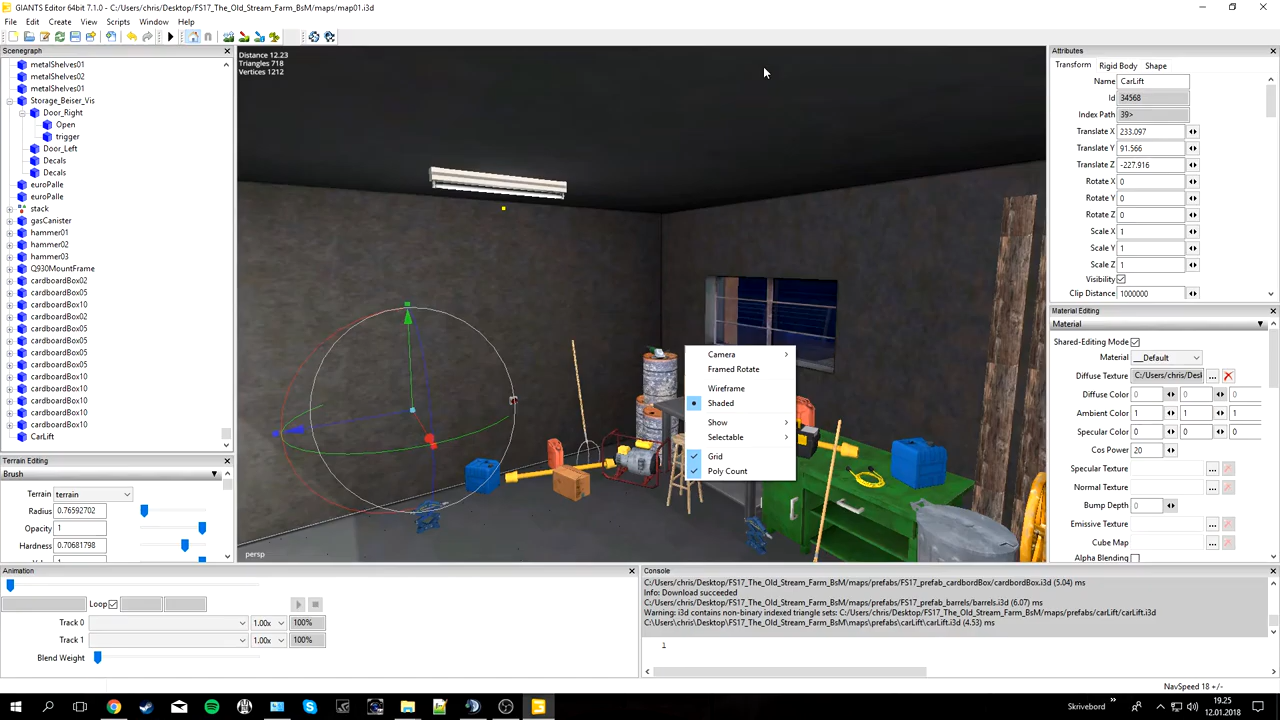 GIANTS Editor 64bit 7.1.0 - C:/Users/chris/Desktop/FS17_The_Old_Stream_Farm_BsM/maps/map01.i3d
File Edit Create View Scripts Window Help
Scenegraph
metalShelves01
metalShelves02
metalShelves01
Storage_Beiser_Vis
Door_Right
Open
trigger
Door_Left
Decals
Decals
euroPalle
euroPalle
stack
gasCanister
hammer01
hammer02
hammer03
Q930MountFrame
cardboardBox02
cardboardBox05
cardboardBox10
cardboardBox02
cardboardBox05
cardboardBox05
cardboardBox05
cardboardBox05
cardboardBox10
cardboardBox10
cardboardBox10
cardboardBox05
cardboardBox10
CarLift
Terrain Editing
Brush
Terrain terrain
Radius 0.76592702
Opacity 1
Hardness 0.70681798
Distance 12.23
Triangles 718
Vertices 1212
Camera
Framed Rotate
Wireframe
Shaded
Show
Selectable
Grid
Poly Count
persp
Attributes
Transform Rigid Body Shape
Name CarLift
Id 34568
Index Path 39>
Translate X 233.097
Translate Y 91.566
Translate Z -227.916
Rotate X 0
Rotate Y 0
Rotate Z 0
Scale X 1
Scale Y 1
Scale Z 1
Visibility
Clip Distance 1000000
Material Editing
Material
Shared-Editing Mode
Material __Default
Diffuse Texture C:/Users/chris/Desk ...
Diffuse Color 0 0 0
Ambient Color 1 1 1
Specular Color 0 0 0
Cos Power 20
Specular Texture ...
Normal Texture ...
Bump Depth 0
Emissive Texture ...
Cube Map ...
Alpha Blending
Animation
Loop
Track 0 1.00x 100%
Track 1 1.00x 100%
Blend Weight
Console
C:/Users/chris/Desktop/FS17_The_Old_Stream_Farm_BsM/maps/prefabs/FS17_prefab_cardbordBox/cardbordBox.i3d (5.04) ms
Info: Download succeeded
C:/Users/chris/Desktop/FS17_The_Old_Stream_Farm_BsM/maps/prefabs/FS17_prefab_barrels/barrels.i3d (6.07) ms
Warning: i3d contains non-binary indexed triangle sets: C:/Users/chris/Desktop/FS17_The_Old_Stream_Farm_BsM/maps/prefabs/carLift/carLift.i3d
C:\Users\chris\Desktop\FS17_The_Old_Stream_Farm_BsM\maps\prefabs\carLift\carLift.i3d (4.53) ms
1
NavSpeed 18 +/-
Skrivebord
19.25
12.01.2018